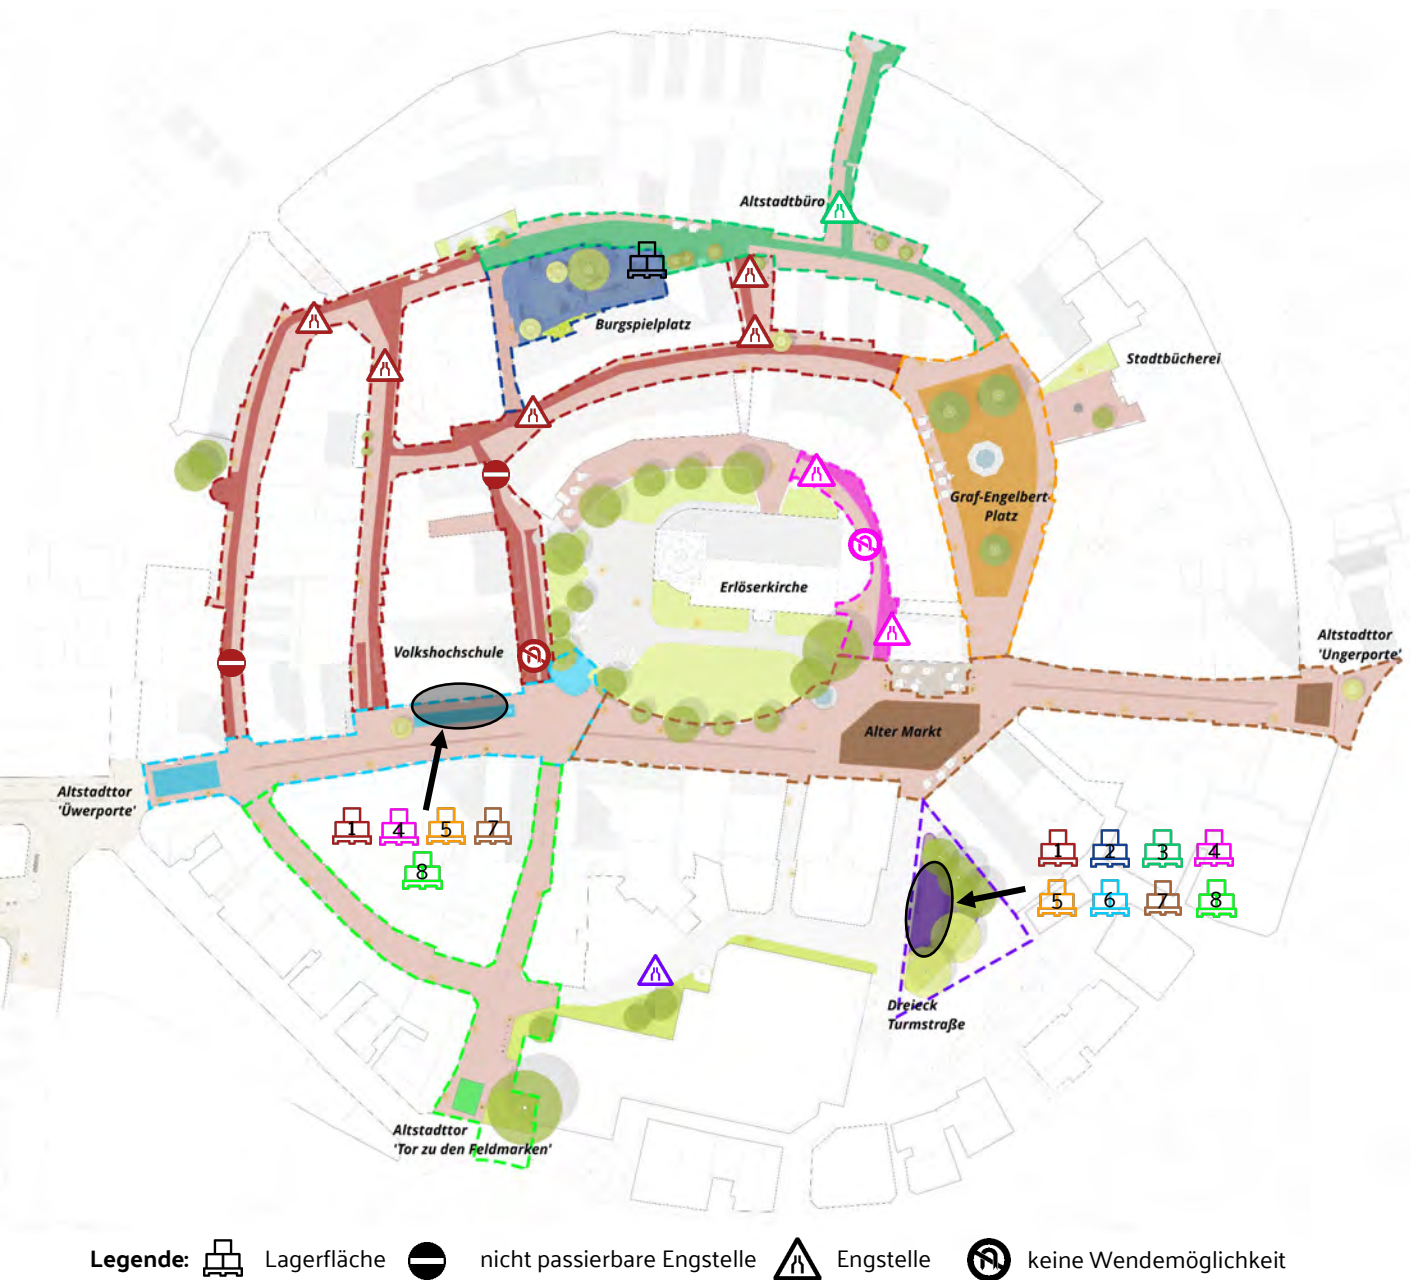 Altstadtbüro
Burgspielplatz
Stadtbücherei
Graf-Engelbert-
Platz
Erlöserkirche
Altstadttor
'Ungerporte'
Volkshochschule
Alter Markt
Altstadttor
'Üwerporte'
1 4 5 7
8
1 2 3 4
5 6 7 8
Dreieck
Turmstraße
Altstadttor
'Tor zu den Feldmarken'
Legende: Lagerfläche nicht passierbare Engstelle Engstelle keine Wendemöglichkeit